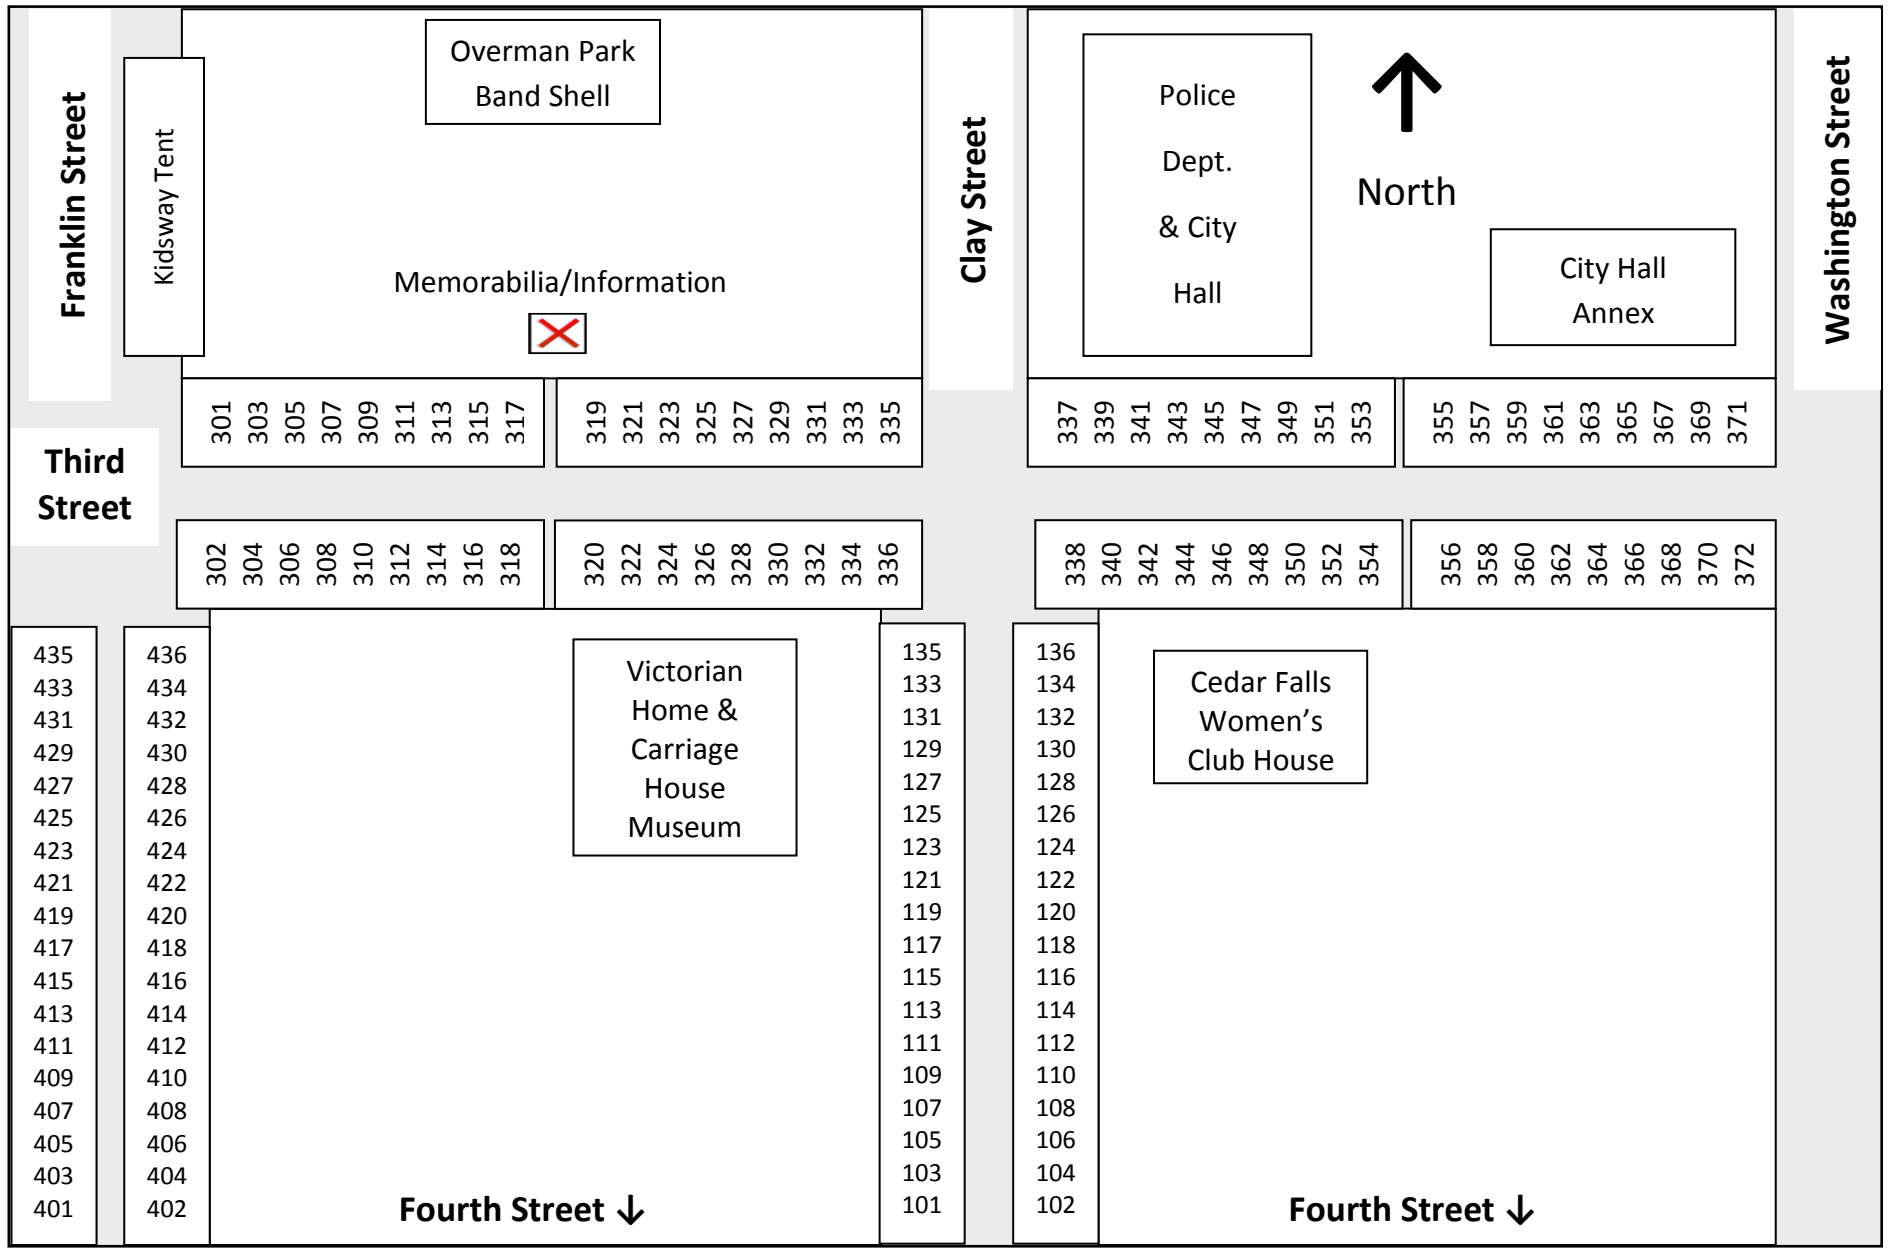 Franklin Street
Kidsway Tent
Overman Park
Band Shell
Memorabilia/Information
Clay Street
Police
Dept.
& City
Hall
North
City Hall
Annex
Washington Street
301 303 305 307 309 311 313 315 317
319 321 323 325 327 329 331 333 335
337 339 341 343 345 347 349 351 353
355 357 359 361 363 365 367 369 371
Third
Street
302 304 306 308 310 312 314 316 318
320 322 324 326 328 330 332 334 336
338 340 342 344 346 348 350 352 354
356 358 360 362 364 366 368 370 372
435
433
431
429
427
425
423
421
419
417
415
413
411
409
407
405
403
401
436
434
432
430
428
426
424
422
420
418
416
414
412
410
408
406
404
402
Victorian
Home &
Carriage
House
Museum
Fourth Street ↓
135
133
131
129
127
125
123
121
119
117
115
113
111
109
107
105
103
101
136
134
132
130
128
126
124
122
120
118
116
114
112
110
108
106
104
102
Cedar Falls
Women’s
Club House
Fourth Street ↓